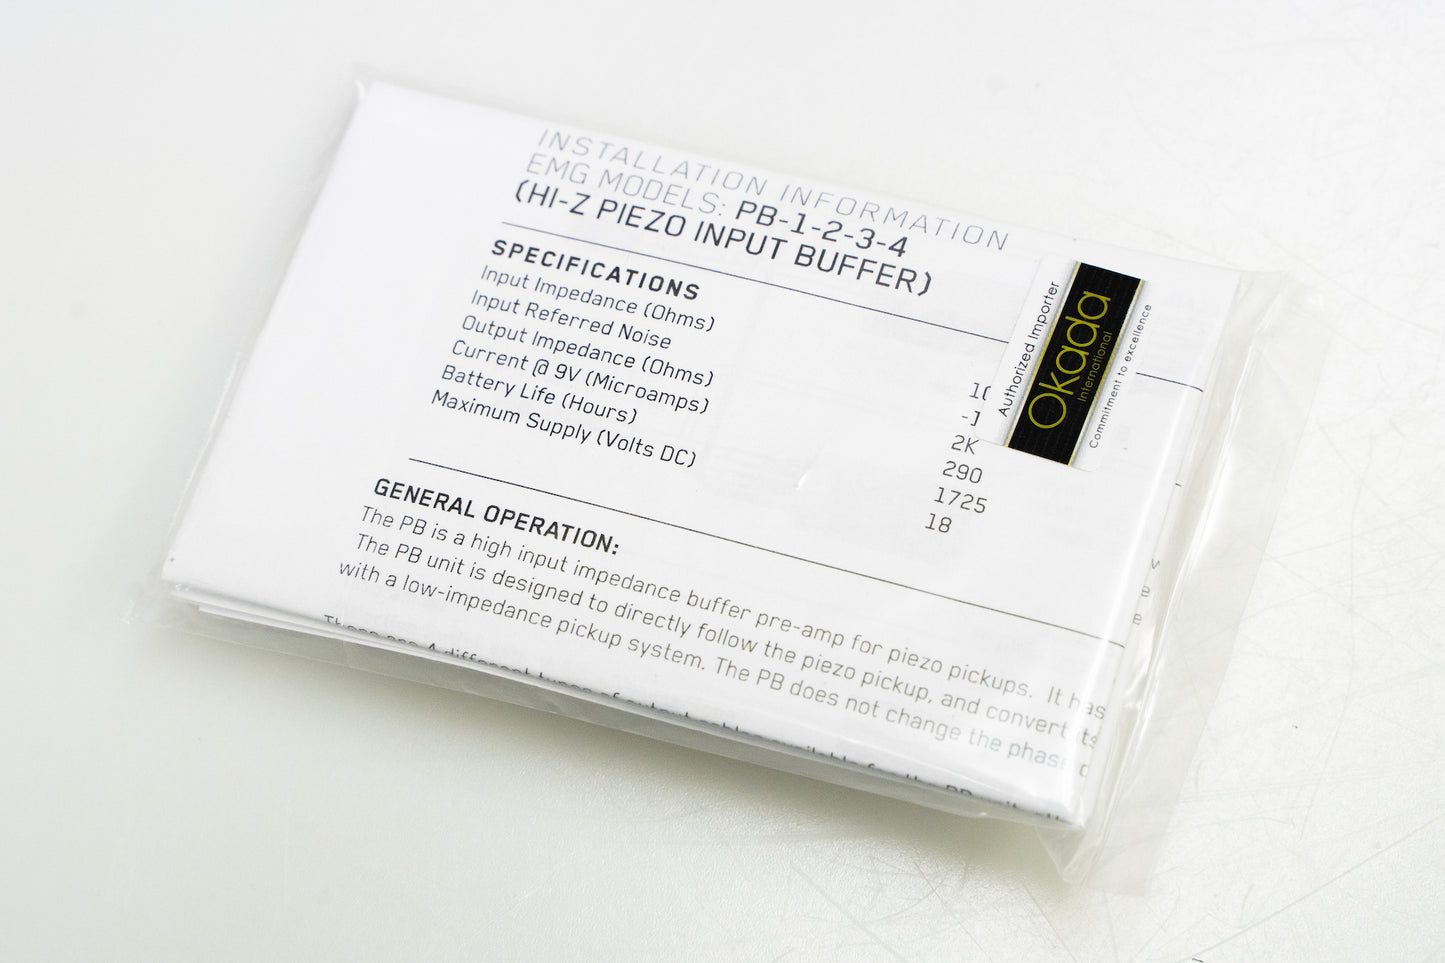 INSTALLATION INFORMATION
EMG MODELS: PB-1-2-3-4
(HI-Z PIEZO INPUT BUFFER)
SPECIFICATIONS
Input Impedance (Ohms)
Input Referred Noise
Output Impedance (Ohms) 2K
Current @ 9V (Microamps) 290
Battery Life (Hours) 1725
Maximum Supply (Volts DC) 18
GENERAL OPERATION:
The PB is a high input impedance buffer pre-amp for piezo pickups. It has
The PB unit is designed to directly follow the piezo pickup, and convert its
with a low-impedance pickup system. The PB does not change the phase
Authorized Importer
Okada
International
Commitment to excellence